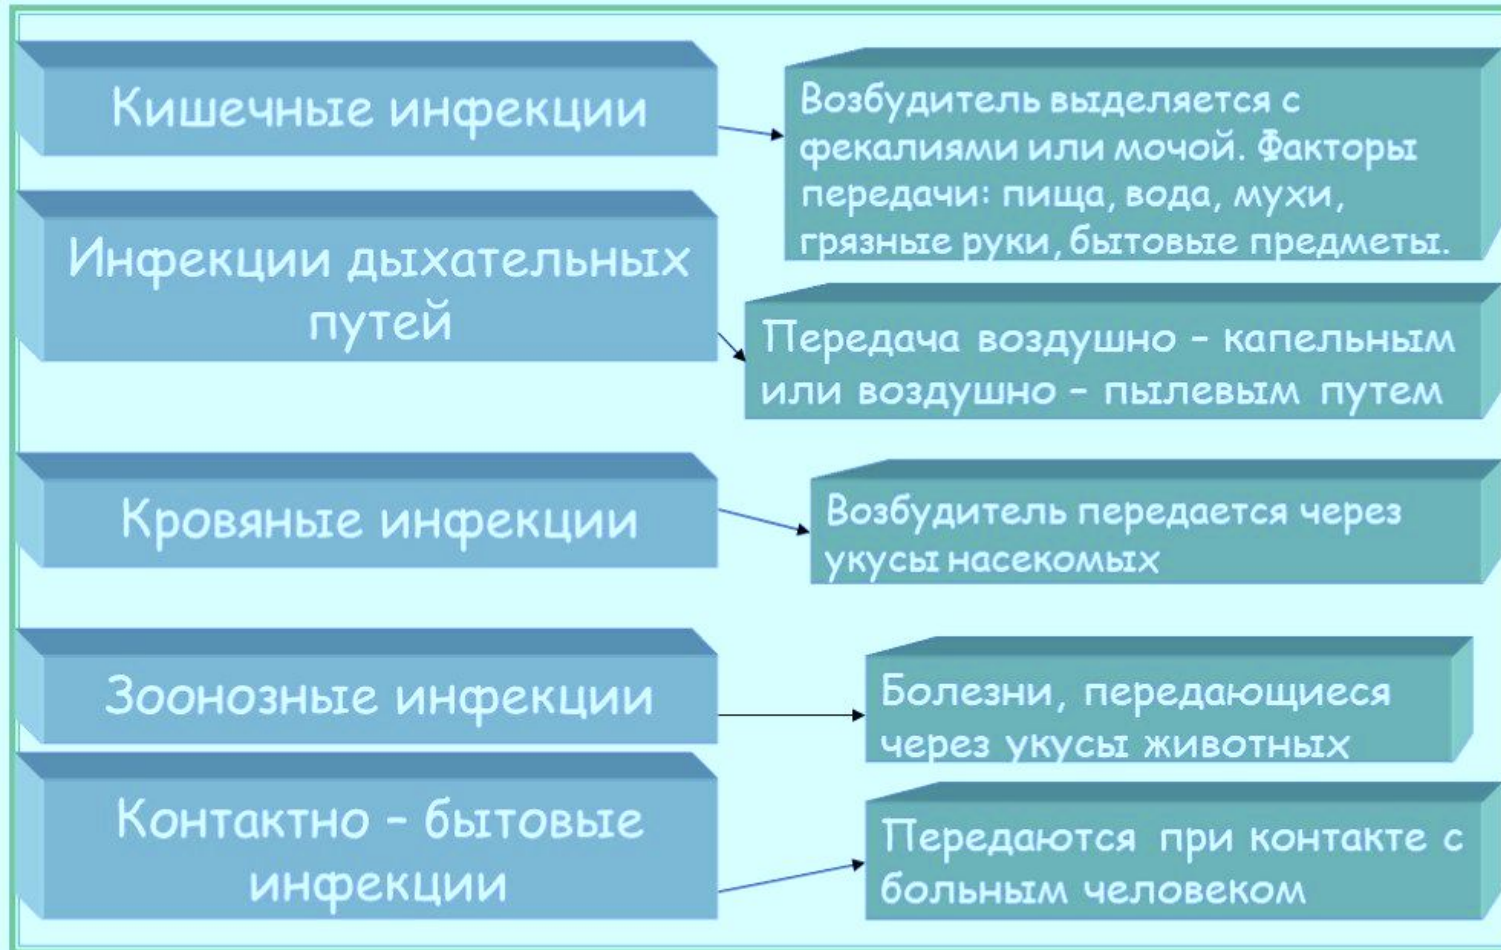 Кишечные инфекции
Возбудитель выделяется с
фекалиями или мочой. Факторы
передачи: пища, вода, мухи,
грязные руки, бытовые предметы.
Инфекции дыхательных
путей
Передача воздушно – капельным
или воздушно – пылевым путем
Кровяные инфекции
Возбудитель передается через
укусы насекомых
Зоонозные инфекции
Болезни, передающиеся
через укусы животных
Контактно – бытовые
инфекции
Передаются при контакте с
больным человеком